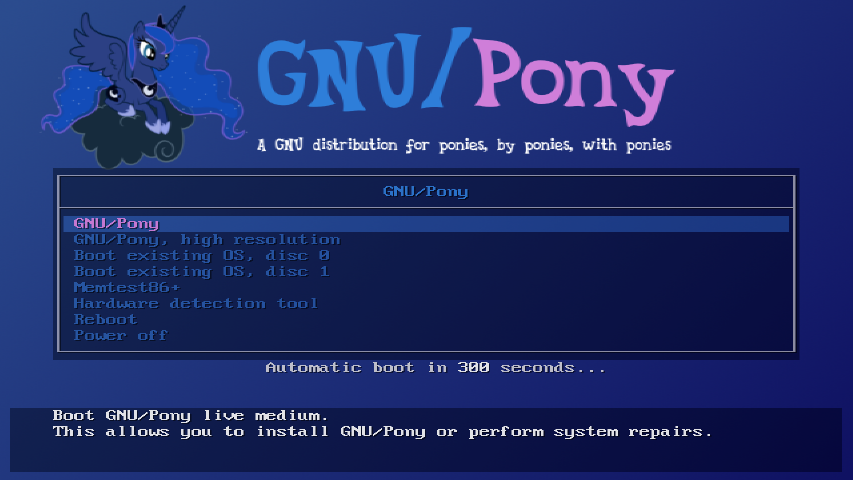 GNU/Pony
A GNU distribution for ponies, by ponies, with ponies
GNU/Pony
GNU/Pony
GNU/Pony, high resolution
Boot existing OS, disc 0
Boot existing OS, disc 1
Memtest86+
Hardware detection tool
Reboot
Power off
Automatic boot in 300 seconds...
Boot GNU/Pony live medium.
This allows you to install GNU/Pony or perform system repairs.